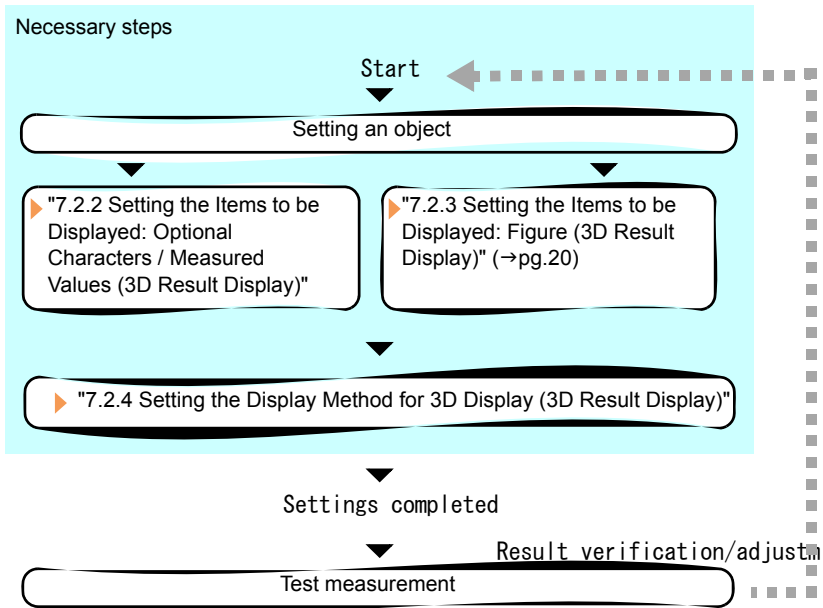 Necessary steps
Start
Setting an object
"7.2.2 Setting the Items to be
Displayed: Optional
Characters / Measured
Values (3D Result Display)"
"7.2.3 Setting the Items to be
Displayed: Figure (3D Result
Display)" (→pg.20)
"7.2.4 Setting the Display Method for 3D Display (3D Result Display)"
Settings completed
Result verification/adjustm
Test measurement